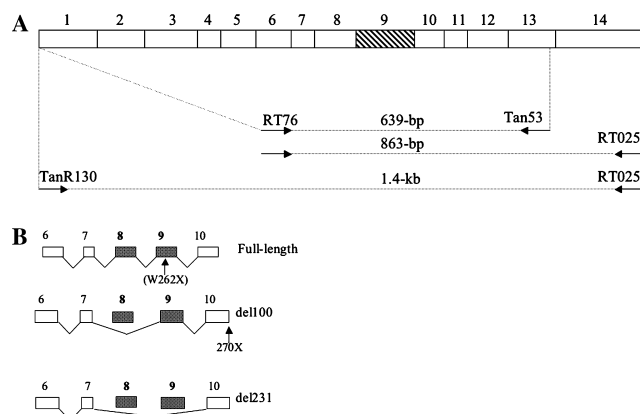 A
1 2 3 4 5 6 7 8 9 10 11 12 13 14
RT76 639-bp Tan53
863-bp RT025
TanR130 1.4-kb RT025
B
6 7 8 9 10 Full-length
(W262X)
6 7 8 9 10 del100
270X
6 7 8 9 10 del231